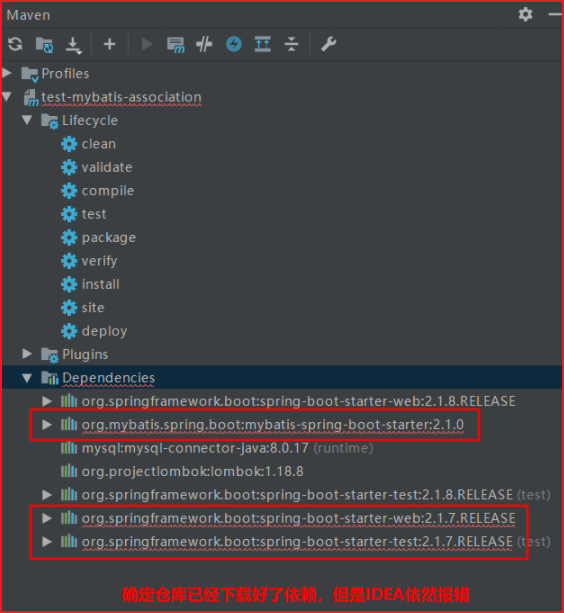 Maven
Profiles
test-mybatis-association
Lifecycle
clean
validate
compile
test
package
verify
install
site
deploy
Plugins
Dependencies
org.springframework.boot:spring-boot-starter-web:2.1.8.RELEASE
org.mybatis.spring.boot:mybatis-spring-boot-starter:2.1.0
mysql:mysql-connector-java:8.0.17 (runtime)
org.projectlombok:lombok:1.18.8
org.springframework.boot:spring-boot-starter-test:2.1.8.RELEASE (test)
org.springframework.boot:spring-boot-starter-web:2.1.7.RELEASE
org.springframework.boot:spring-boot-starter-test:2.1.7.RELEASE (test)
确定仓库已经下载好了依赖，但是IDEA依然报错